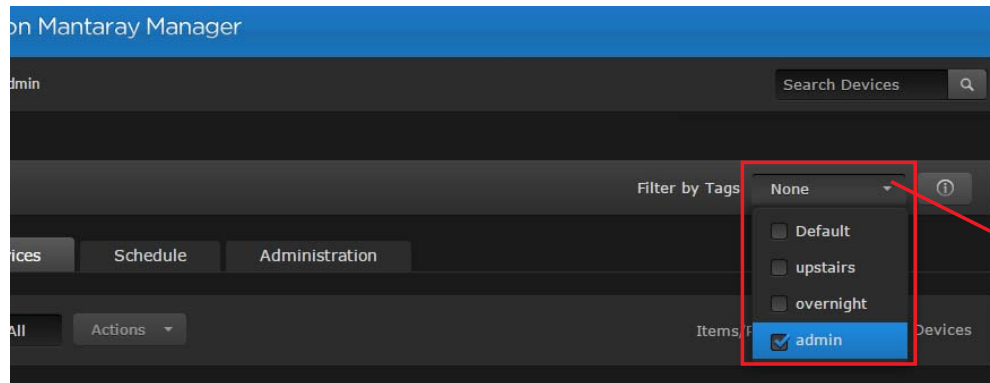 on Mantaray Manager
dmin
Search Devices
Filter by Tags None
Default
upstairs
overnight
admin
ices Schedule Administration
All Actions
Items/P
Devices